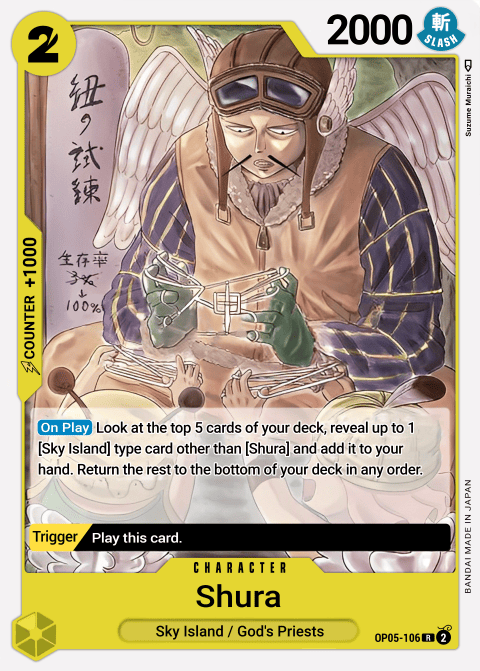 2
2000
斬
SLASH
Suzume Muraichi
紐の試錬
生存率
3%
↓
100%
COUNTER +1000
On Play Look at the top 5 cards of your deck, reveal up to 1
[Sky Island] type card other than [Shura] and add it to your
hand. Return the rest to the bottom of your deck in any order.
Trigger Play this card.
CHARACTER
Shura
Sky Island / God's Priests
OP05-106 R 2
BANDAI MADE IN JAPAN